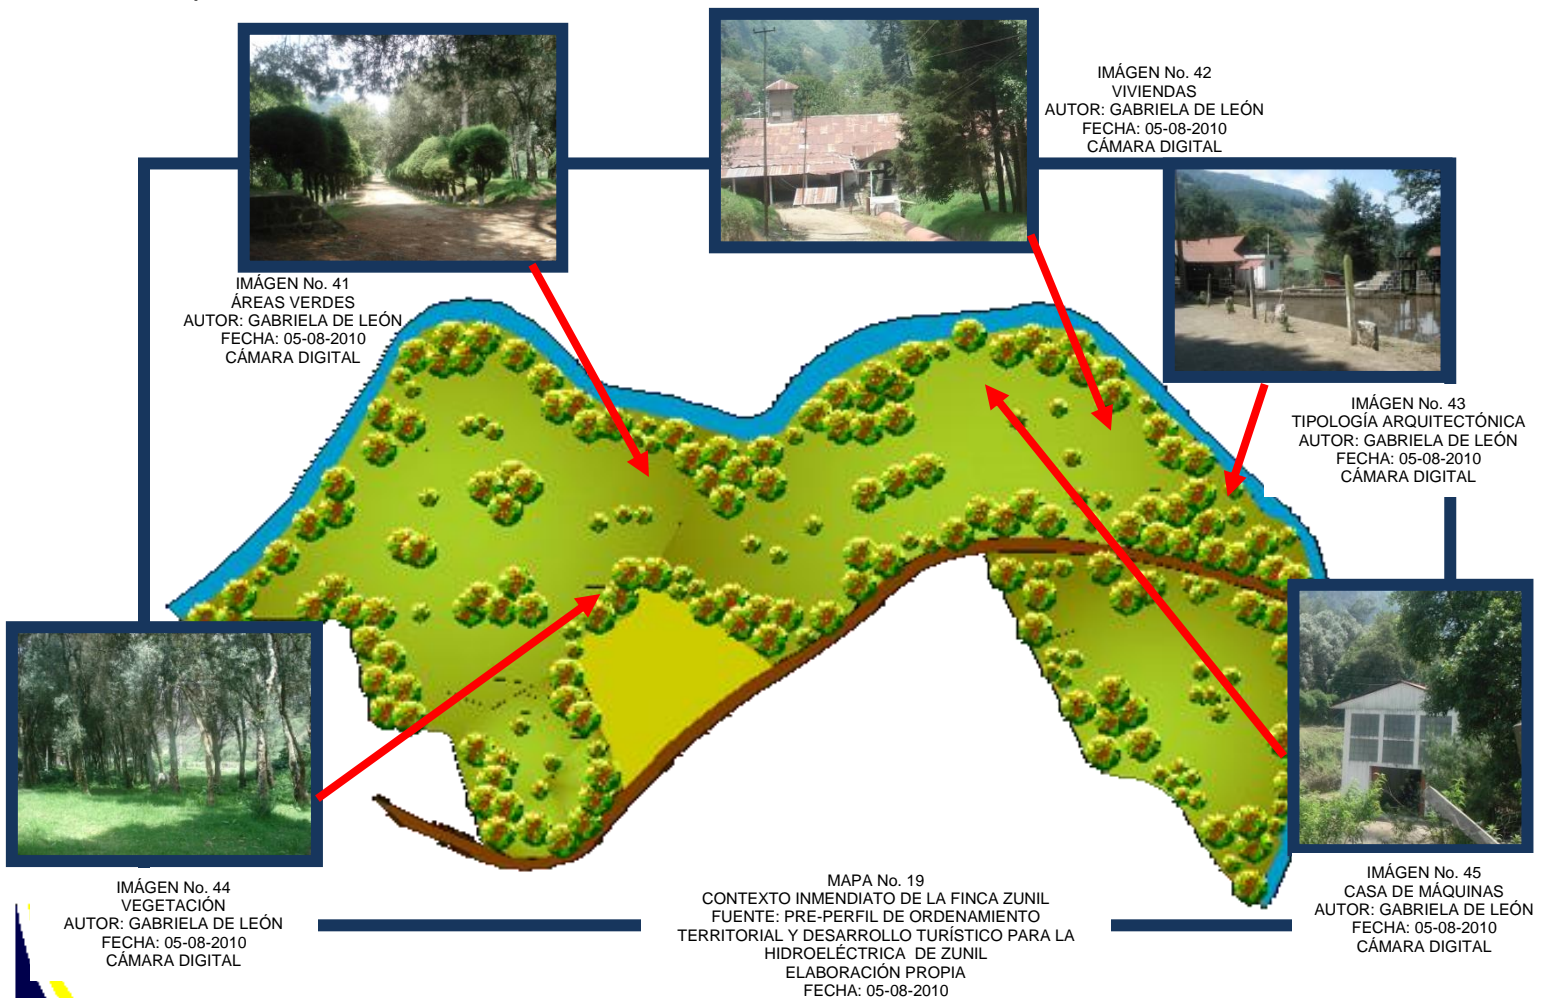 IMÁGEN No. 42
VIVIENDAS
AUTOR: GABRIELA DE LEÓN
FECHA: 05-08-2010
CÁMARA DIGITAL
IMÁGEN No. 41
ÁREAS VERDES
AUTOR: GABRIELA DE LEÓN
FECHA: 05-08-2010
CÁMARA DIGITAL
IMÁGEN No. 43
TIPOLOGÍA ARQUITECTÓNICA
AUTOR: GABRIELA DE LEÓN
FECHA: 05-08-2010
CÁMARA DIGITAL
IMÁGEN No. 44
VEGETACIÓN
AUTOR: GABRIELA DE LEÓN
FECHA: 05-08-2010
CÁMARA DIGITAL
MAPA No. 19
CONTEXTO INMENDIATO DE LA FINCA ZUNIL
FUENTE: PRE-PERFIL DE ORDENAMIENTO
TERRITORIAL Y DESARROLLO TURÍSTICO PARA LA
HIDROELÉCTRICA DE ZUNIL
ELABORACIÓN PROPIA
FECHA: 05-08-2010
IMÁGEN No. 45
CASA DE MÁQUINAS
AUTOR: GABRIELA DE LEÓN
FECHA: 05-08-2010
CÁMARA DIGITAL